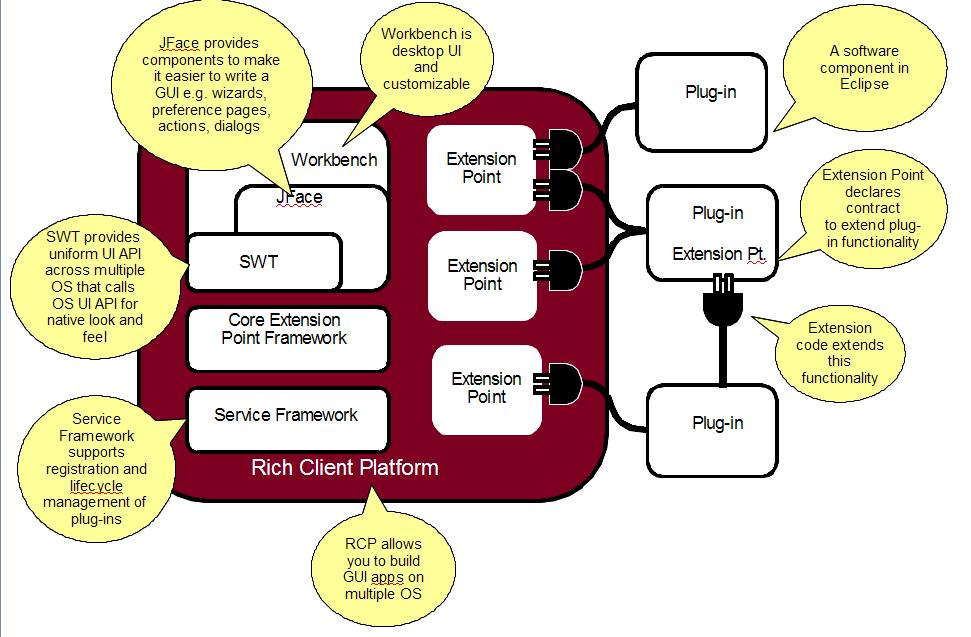 JFace provides
components to make
it easier to write a
GUI e.g. wizards,
preference pages,
actions, dialogs
Workbench is
desktop UI
and
customizable
A software
component in
Eclipse
Plug-in
Workbench
Extension
Point
JFace
Extension Point
declares
contract
to extend plug-
in functionality
Plug-in
Extension Pt.
SWT provides
uniform UI API
across multiple
OS that calls
OS UI API for
native look and
feel
SWT
Extension
Point
Core Extension
Point Framework
Extension
code extends
this
functionality
Extension
Point
Service Framework
Plug-in
Service
Framework
supports
registration and
lifecycle
management of
plug-ins
Rich Client Platform
RCP allows
you to build
GUI apps on
multiple OS